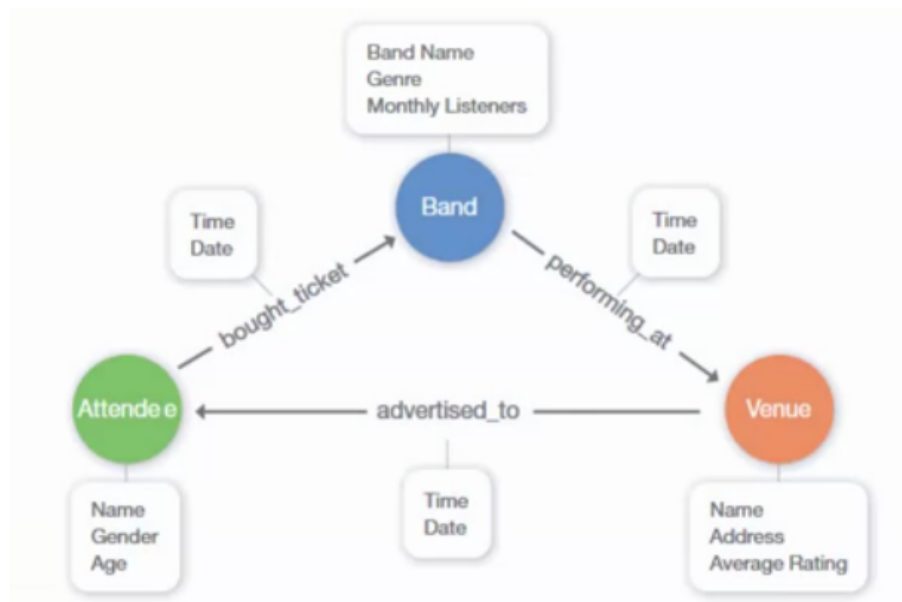 Band Name
Genre
Monthly Listeners
Band
Time
Date
Time
Date
bought_ticket
performing_at
Attendee
advertised_to
Venue
Name
Gender
Age
Time
Date
Name
Address
Average Rating